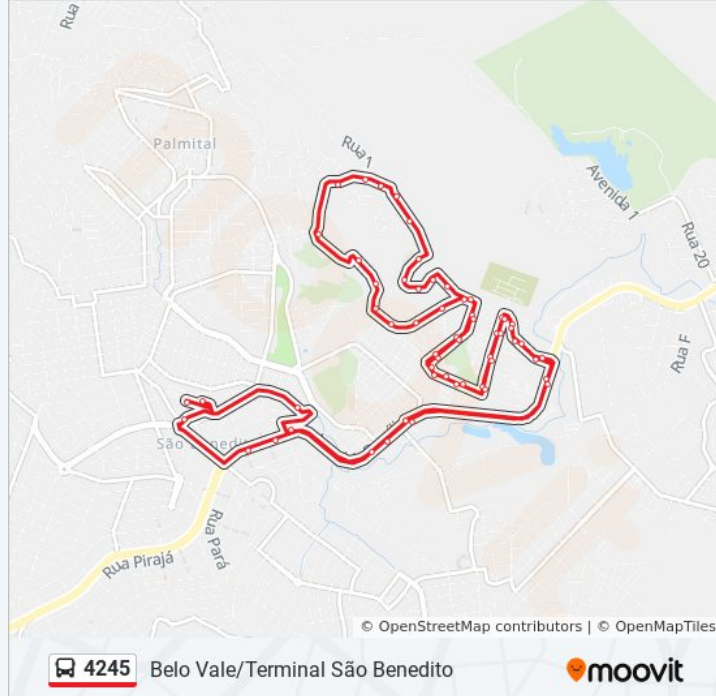 Rua
Palmital
Rua 1
Avenida 1
Rua 20
Rua F
São Benedito
Rua Pará
Rua Pirajá
© OpenStreetMap contributors | © OpenMapTiles
4245 Belo Vale/Terminal São Benedito
moovit